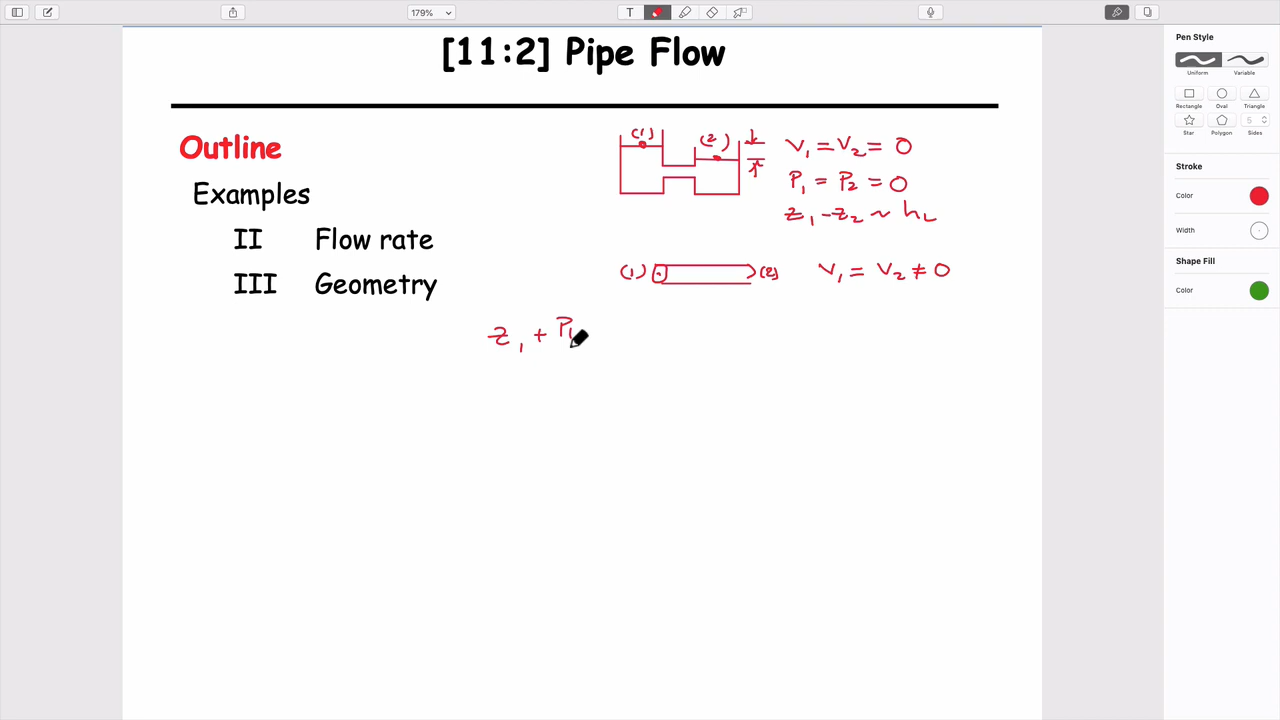 179%
T
[11:2] Pipe Flow
Outline
Examples
II Flow rate
III Geometry
(1) (2)
V₁ = V₂ = 0
P₁ = P₂ = 0
z₁ - z₂ ~ h_L
(1) (2) V₁ = V₂ ≠ 0
z₁ + P₁
Pen Style
Uniform Variable
Rectangle Oval Triangle
Star Polygon 5 Sides
Stroke
Color
Width
Shape Fill
Color